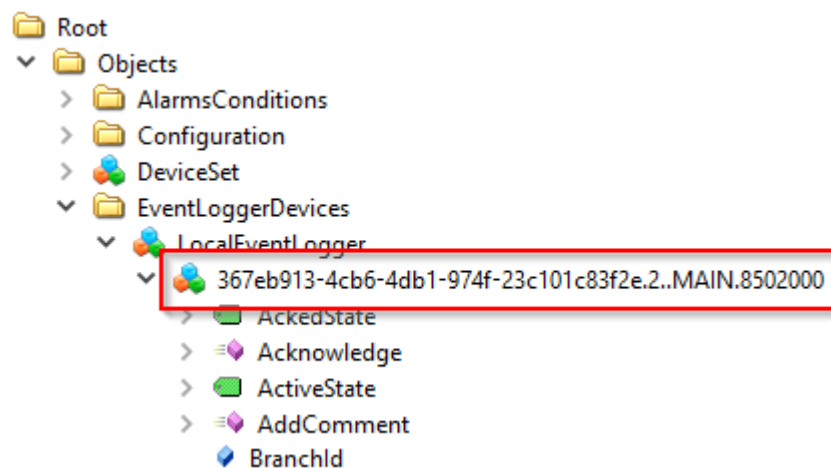 Root
Objects
AlarmsConditions
Configuration
DeviceSet
EventLoggerDevices
LocalEventLogger
367eb913-4cb6-4db1-974f-23c101c83f2e.2..MAIN.8502000
AckedState
Acknowledge
ActiveState
AddComment
BranchId